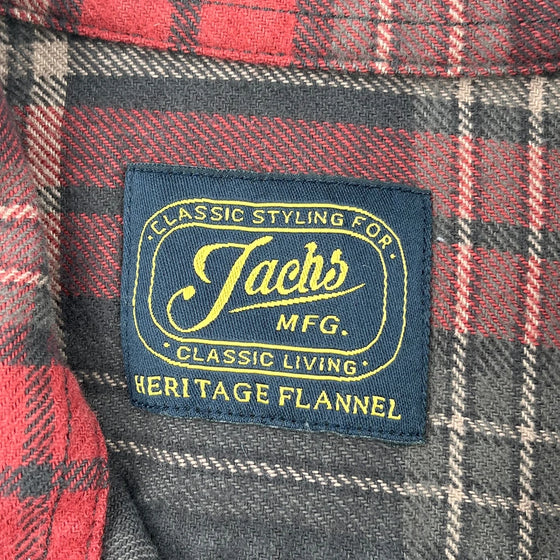 ·CLASSIC STYLING FOR·
Jachs
MFG.
·CLASSIC LIVING·
HERITAGE FLANNEL